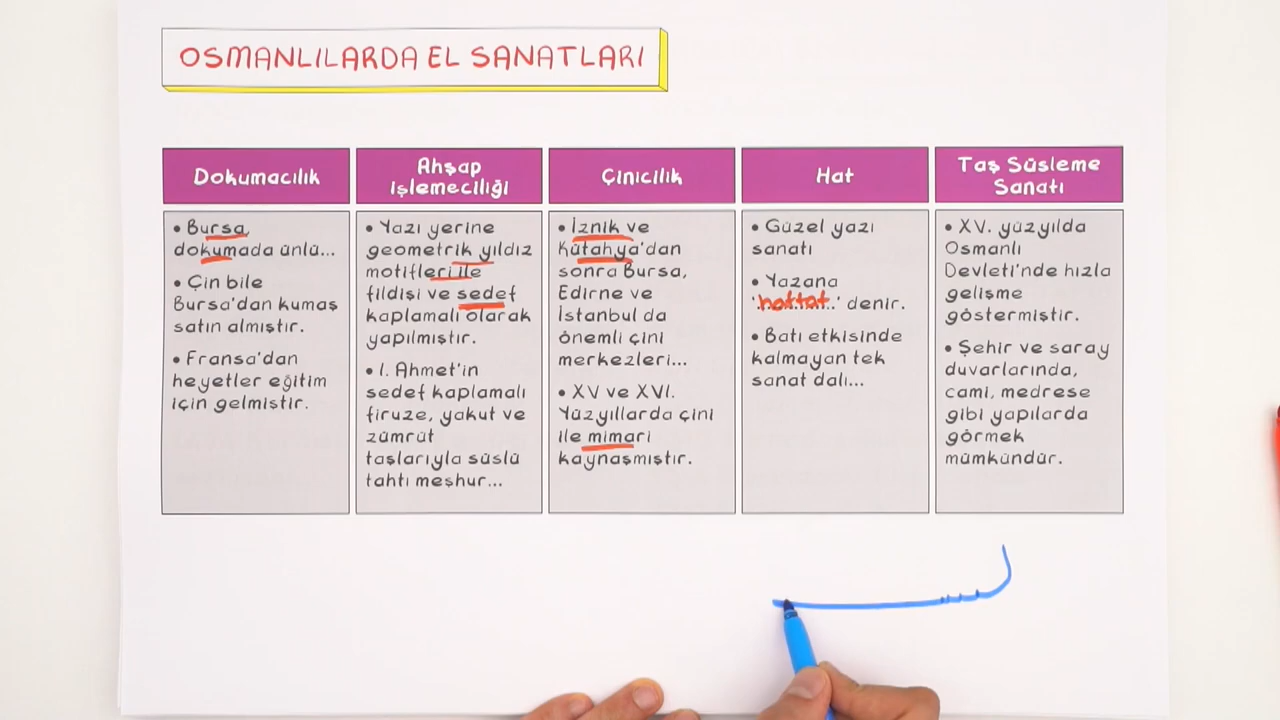 OSMANLILARDA EL SANATLARI
Dokumacılık
• Bursa
dokumada ünlü...
• Çin bile
Bursa'dan kumaş
satın almıştır.
• Fransa'dan
heyetler eğitim
için gelmiştir.
Ahşap
işlemeciliği
• Yazı yerine
geometrik yıldız
motifleri ile
fildişi ve sedef
kaplamalı olarak
yapılmıştır.
• I. Ahmet'in
sedef kaplamalı
firuze, yakut ve
zümrüt
taşlarıyla süslü
tahtı meşhur...
Çinicilik
• İznik ve
Kütahya'dan
sonra Bursa,
Edirne ve
İstanbul da
önemli çini
merkezleri...
• XV ve XVI.
Yüzyıllarda çini
ile mimari
kaynaşmıştır.
Hat
• Güzel yazı
sanatı
• Yazana
'hattat' denir.
• Batı etkisinde
kalmayan tek
sanat dalı...
Taş Süsleme
Sanatı
• XV. yüzyılda
Osmanlı
Devleti'nde hızla
gelişme
göstermiştir.
• Şehir ve saray
duvarlarında,
cami, medrese
gibi yapılarda
görmek
mümkündür.